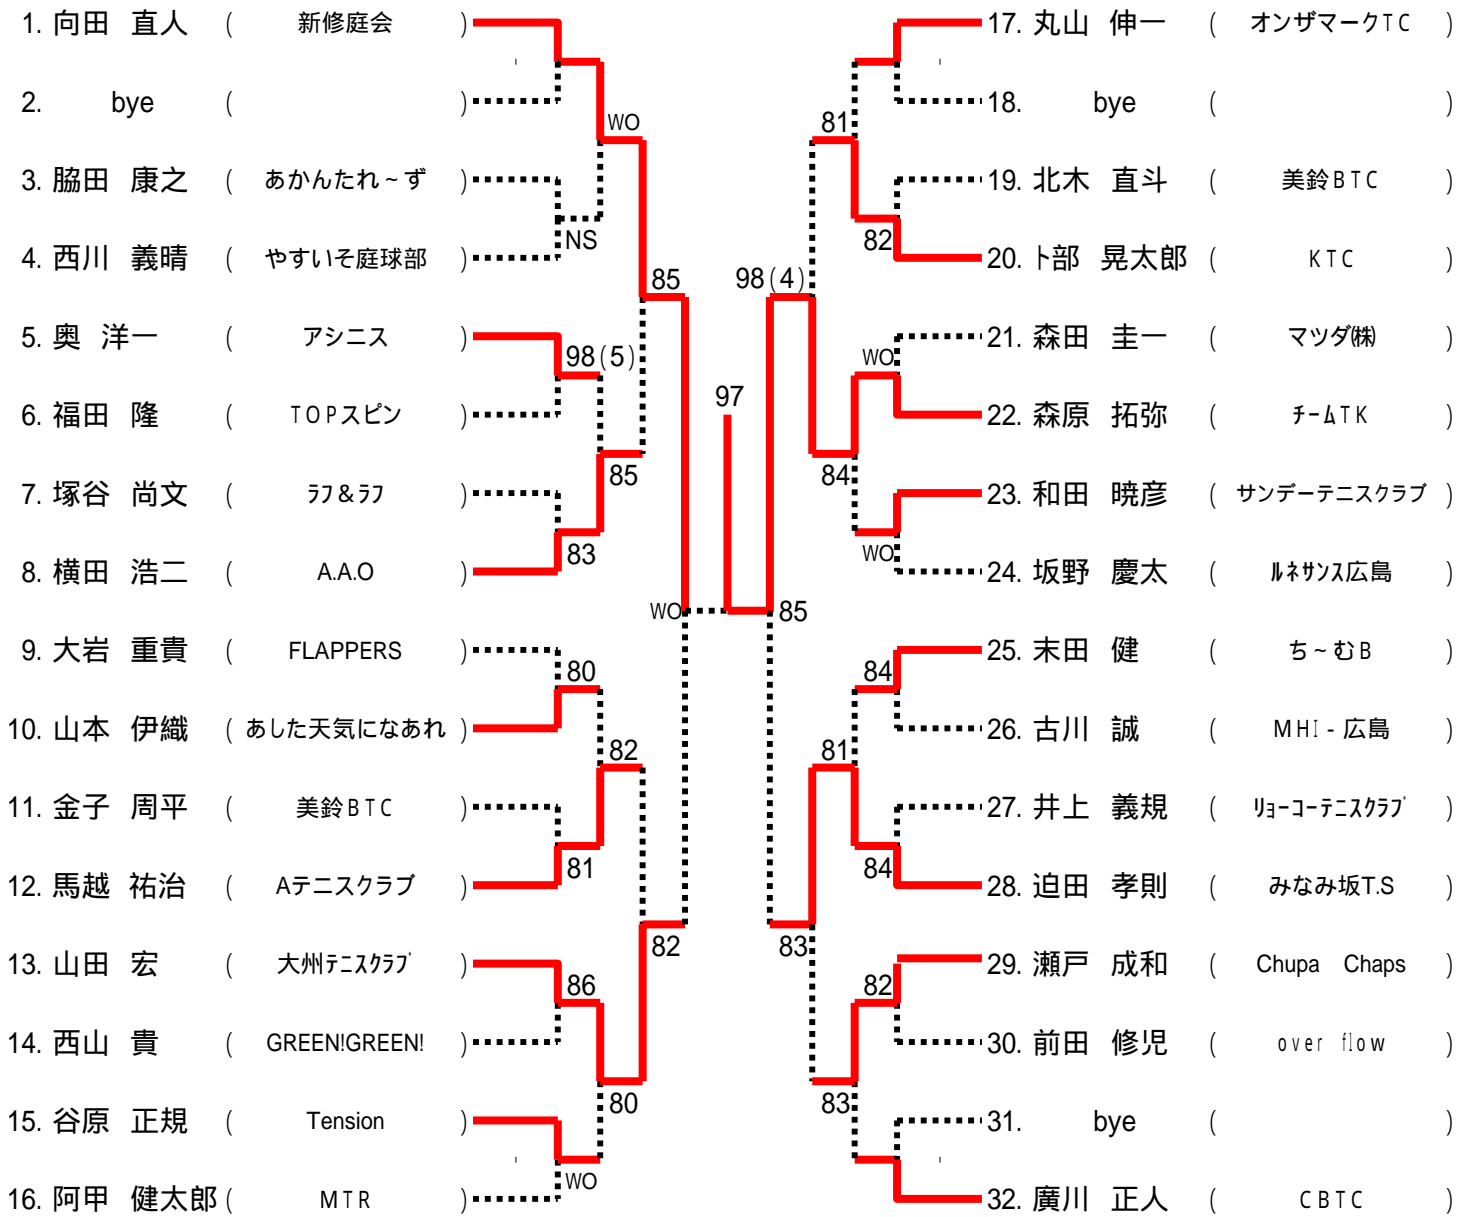 1. 向田 直人 ( 新修庭会 )
2. bye ( )
WO
3. 脇田 康之 ( あかんたれ~ず )
NS
4. 西川 義晴 ( やすいそ庭球部 )
85
5. 奥 洋一 ( アシニス )
98(5)
6. 福田 隆 ( TOPスピン )
85
7. 塚谷 尚文 ( ﾗﾌ&ﾗﾌ )
83
8. 横田 浩二 ( A.A.O )
WO
9. 大岩 重貴 ( FLAPPERS )
80
10. 山本 伊織 ( あした天気になあれ )
82
11. 金子 周平 ( 美鈴BTC )
81
12. 馬越 祐治 ( Aテニスクラブ )
82
13. 山田 宏 ( 大州ﾃﾆｽｸﾗﾌﾞ )
86
14. 西山 貴 ( GREEN!GREEN! )
80
15. 谷原 正規 ( Tension )
WO
16. 阿甲 健太郎 ( MTR )
97
17. 丸山 伸一 ( オンザマークTC )
18. bye ( )
81
19. 北木 直斗 ( 美鈴BTC )
82
20. 卜部 晃太郎 ( KTC )
98(4)
21. 森田 圭一 ( マツダ㈱ )
WO
22. 森原 拓弥 ( ﾁｰﾑTK )
84
23. 和田 暁彦 ( サンデーテニスクラブ )
WO
24. 坂野 慶太 ( ﾙﾈｻﾝｽ広島 )
85
25. 末田 健 ( ち~むB )
84
26. 古川 誠 ( MHI-広島 )
81
27. 井上 義規 ( ﾘｮｰｺｰﾃﾆｽｸﾗﾌﾞ )
84
28. 迫田 孝則 ( みなみ坂T.S )
83
29. 瀬戸 成和 ( Chupa Chaps )
82
30. 前田 修児 ( over flow )
83
31. bye ( )
32. 廣川 正人 ( CBTC )